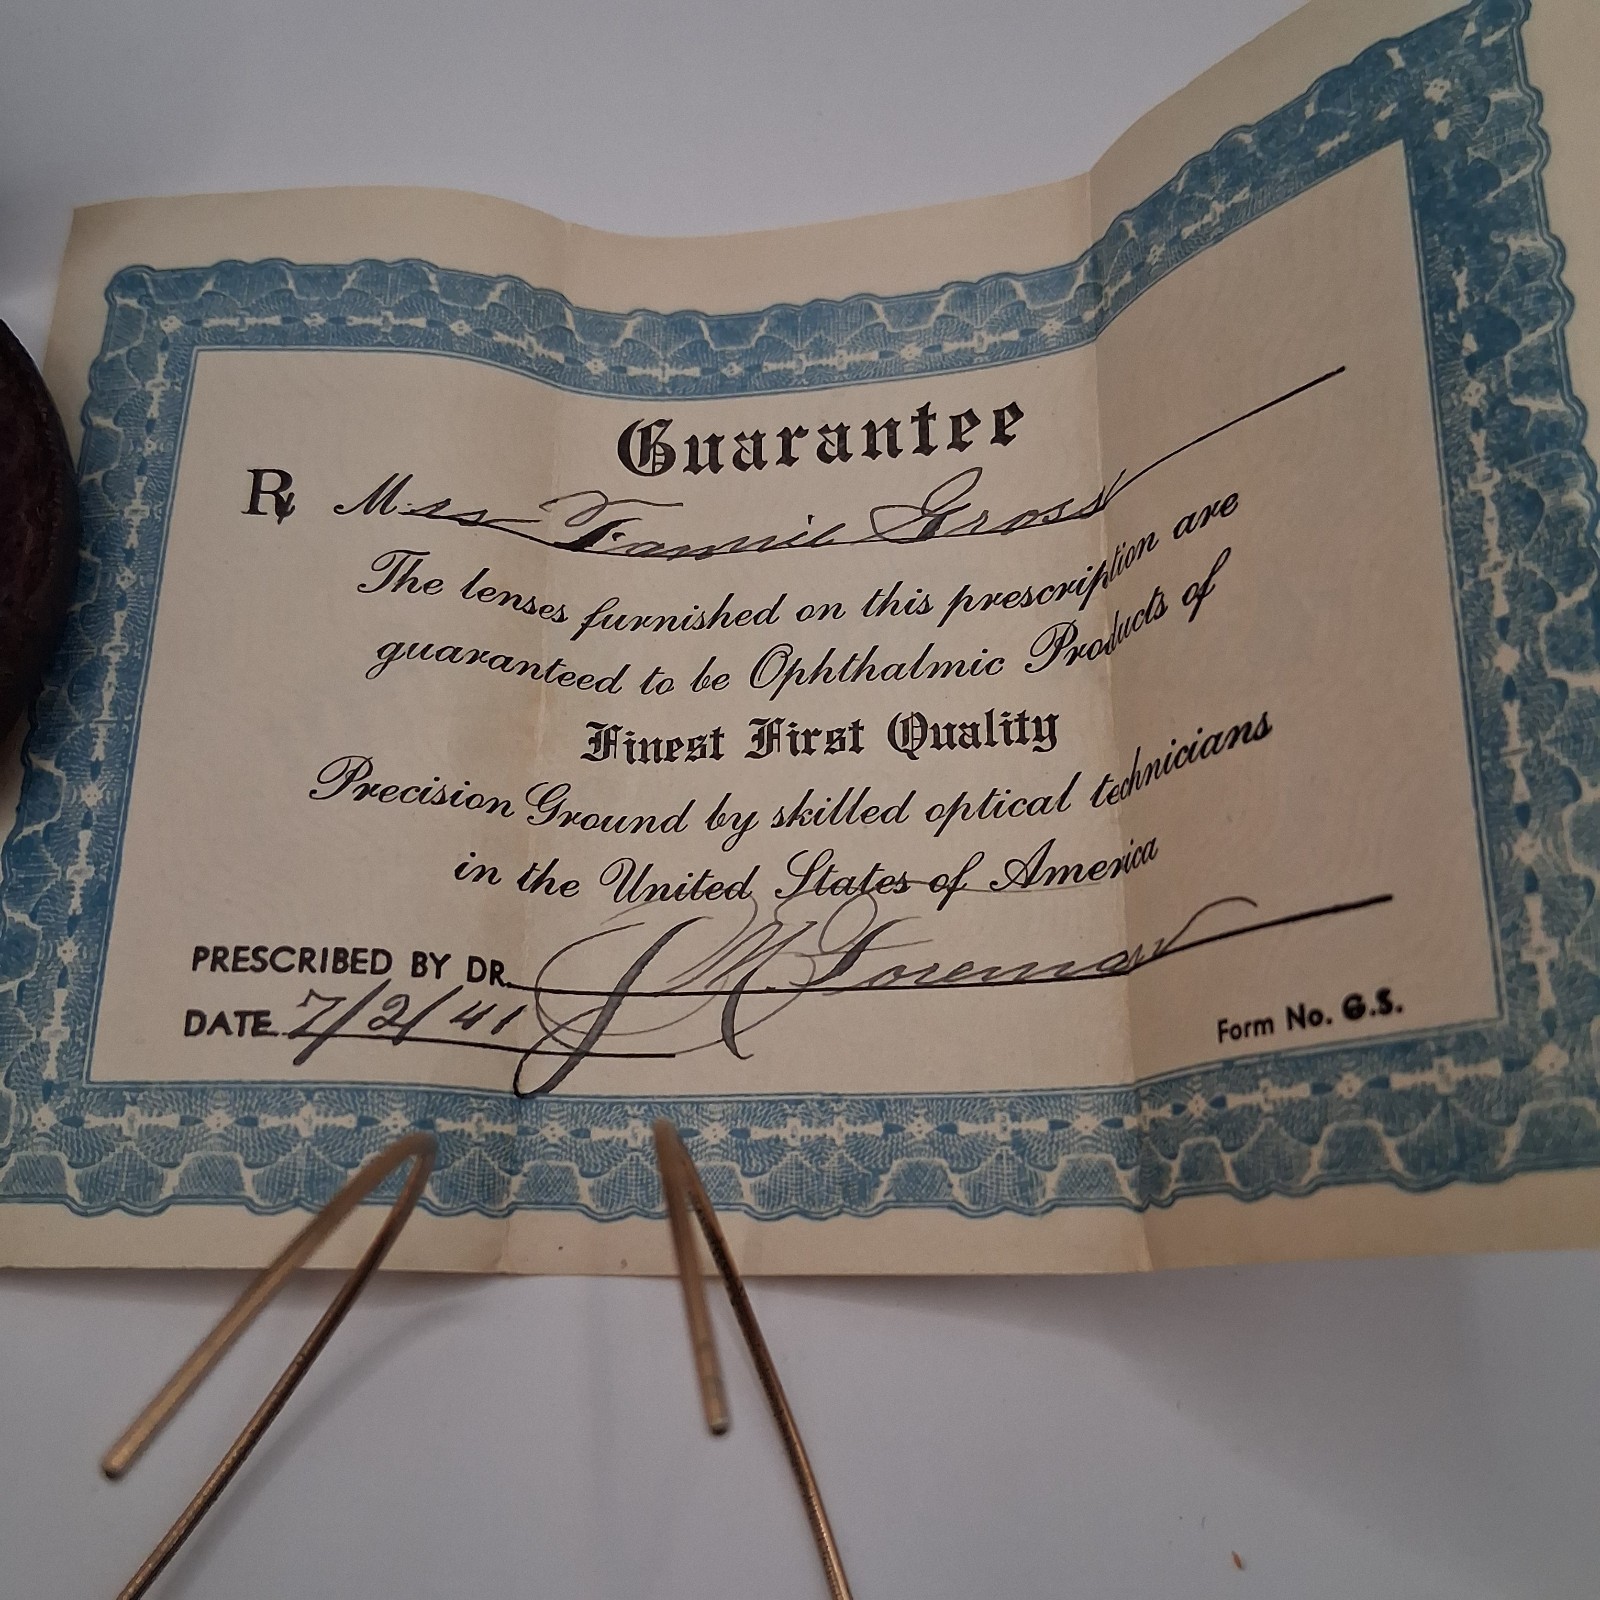 Guarantee
Rx Mrs Fannie Gross
The lenses furnished on this prescription are
guaranteed to be Ophthalmic Products of
Finest First Quality
Precision Ground by skilled optical technicians
in the United States of America
PRESCRIBED BY DR. J M Foreman
DATE 7/2/41
Form No. G.S.